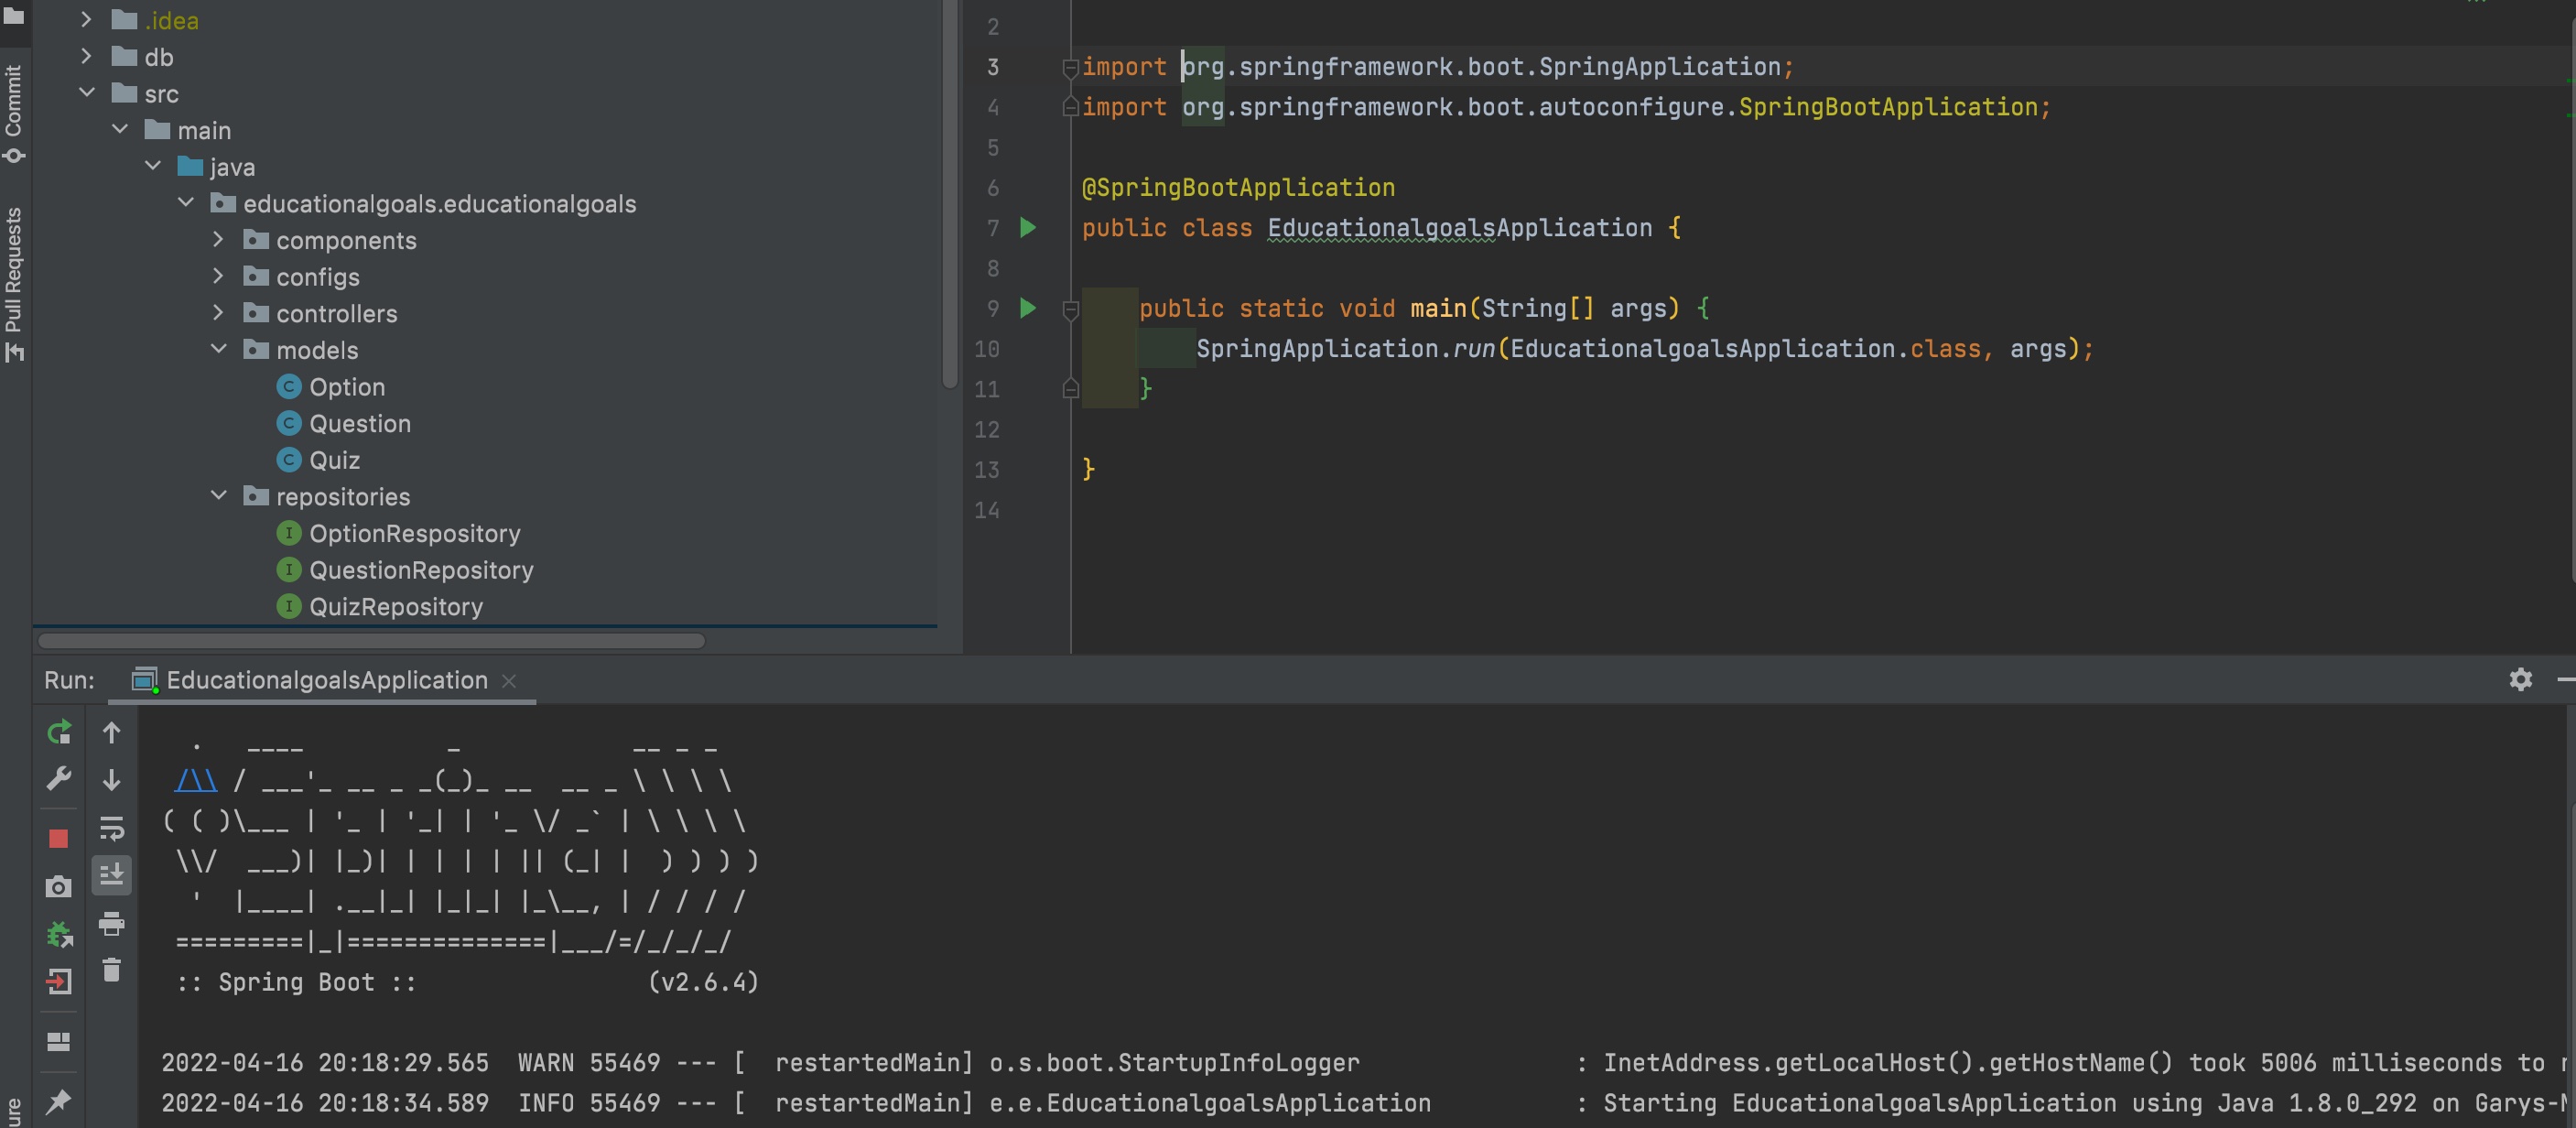 .idea
db
src
main
java
educationalgoals.educationalgoals
components
configs
controllers
models
Option
Question
Quiz
repositories
OptionRespository
QuestionRepository
QuizRepository
Commit
Pull Requests
2
3 import org.springframework.boot.SpringApplication;
4 import org.springframework.boot.autoconfigure.SpringBootApplication;
5
6 @SpringBootApplication
7 public class EducationalgoalsApplication {
8
9 public static void main(String[] args) {
10 SpringApplication.run(EducationalgoalsApplication.class, args);
11 }
12
13 }
14
Run: EducationalgoalsApplication
  .   ____          _            __ _ _
 /\\ / ___'_ __ _ _(_)_ __  __ _ \ \ \ \
( ( )\___ | '_ | '_| | '_ \/ _` | \ \ \ \
 \\/  ___)| |_)| | | | | || (_| |  ) ) ) )
  '  |____| .__|_| |_|_| |_\__, | / / / /
 =========|_|==============|___/=/_/_/_/
 :: Spring Boot ::                (v2.6.4)
2022-04-16 20:18:29.565  WARN 55469 --- [  restartedMain] o.s.boot.StartupInfoLogger               : InetAddress.getLocalHost().getHostName() took 5006 milliseconds to
2022-04-16 20:18:34.589  INFO 55469 --- [  restartedMain] e.e.EducationalgoalsApplication          : Starting EducationalgoalsApplication using Java 1.8.0_292 on Garys-